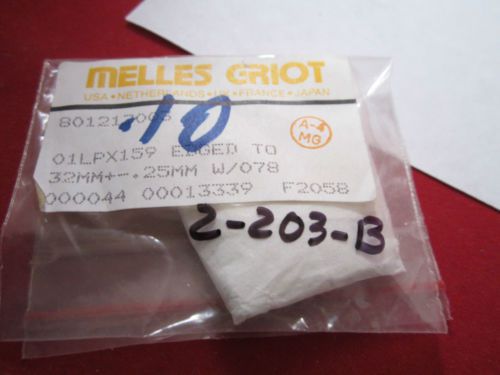 MELLES GRIOT
USA • NETHERLANDS • UK • FRANCE • JAPAN
801217006
.10
A-4
MG
01LPX159 EDGED TO
32MM+-.25MM W/078
000044 00013339 F2058
2-203-B